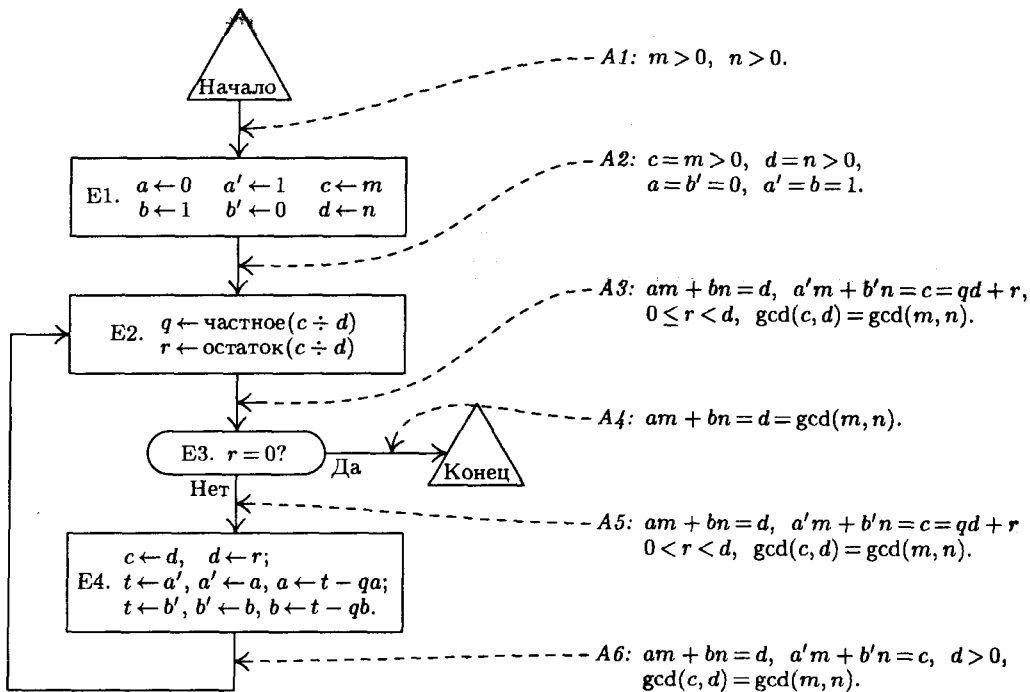 Начало
A1: m > 0, n > 0.
E1. a ← 0 a′ ← 1 c ← m
b ← 1 b′ ← 0 d ← n
A2: c = m > 0, d = n > 0,
a = b′ = 0, a′ = b = 1.
E2. q ← частное(c ÷ d)
r ← остаток(c ÷ d)
A3: am + bn = d, a′m + b′n = c = qd + r,
0 ≤ r < d, gcd(c, d) = gcd(m, n).
E3. r = 0?
Да
Нет
Конец
A4: am + bn = d = gcd(m, n).
A5: am + bn = d, a′m + b′n = c = qd + r
0 < r < d, gcd(c, d) = gcd(m, n).
c ← d, d ← r;
E4. t ← a′, a′ ← a, a ← t − qa;
t ← b′, b′ ← b, b ← t − qb.
A6: am + bn = d, a′m + b′n = c, d > 0,
gcd(c, d) = gcd(m, n).